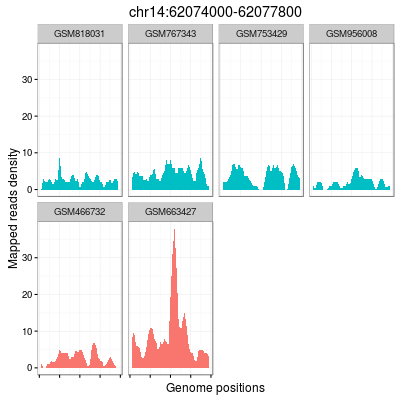 chr14:62074000-62077800
GSM818031 GSM767343 GSM753429 GSM956008
30
20
10
0
GSM466732 GSM663427
30
20
10
0
Mapped reads density
Genome positions